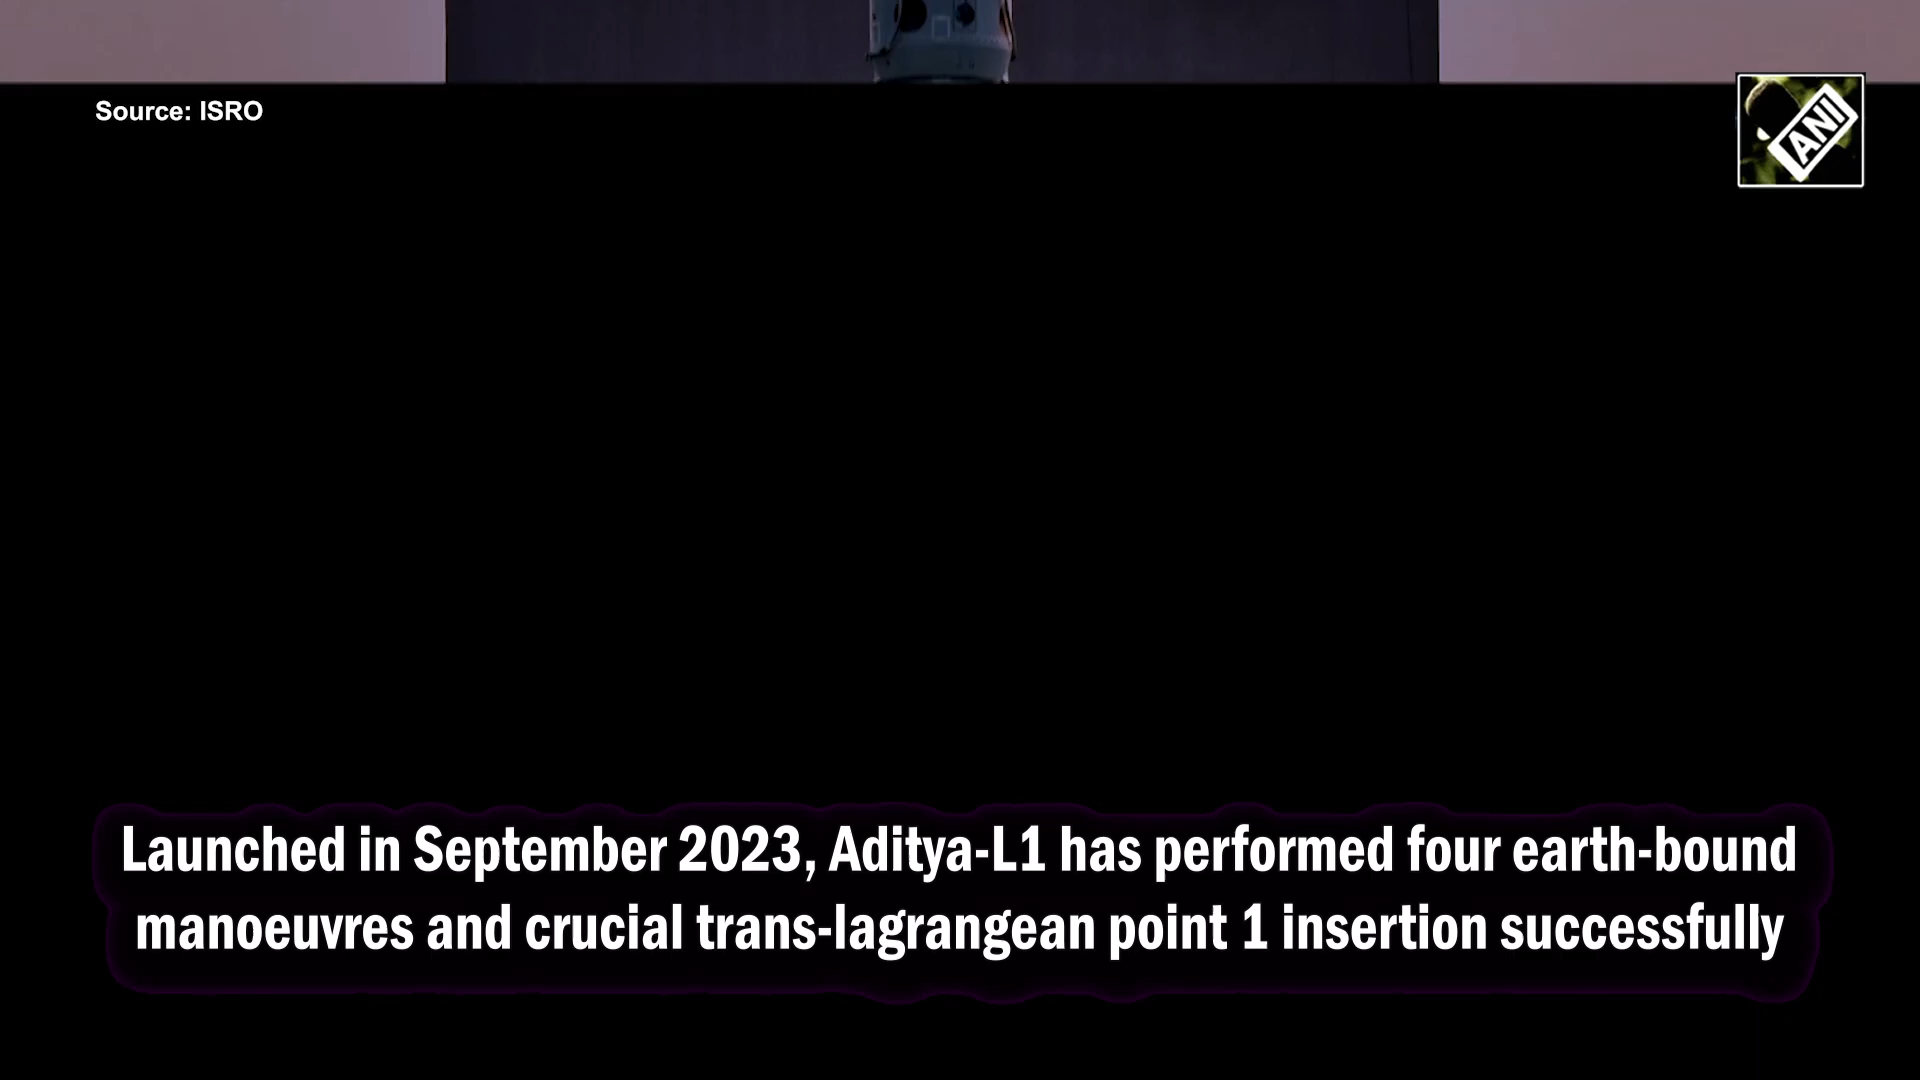 Source: ISRO
ANI
Launched in September 2023, Aditya-L1 has performed four earth-bound
manoeuvres and crucial trans-lagrangean point 1 insertion successfully